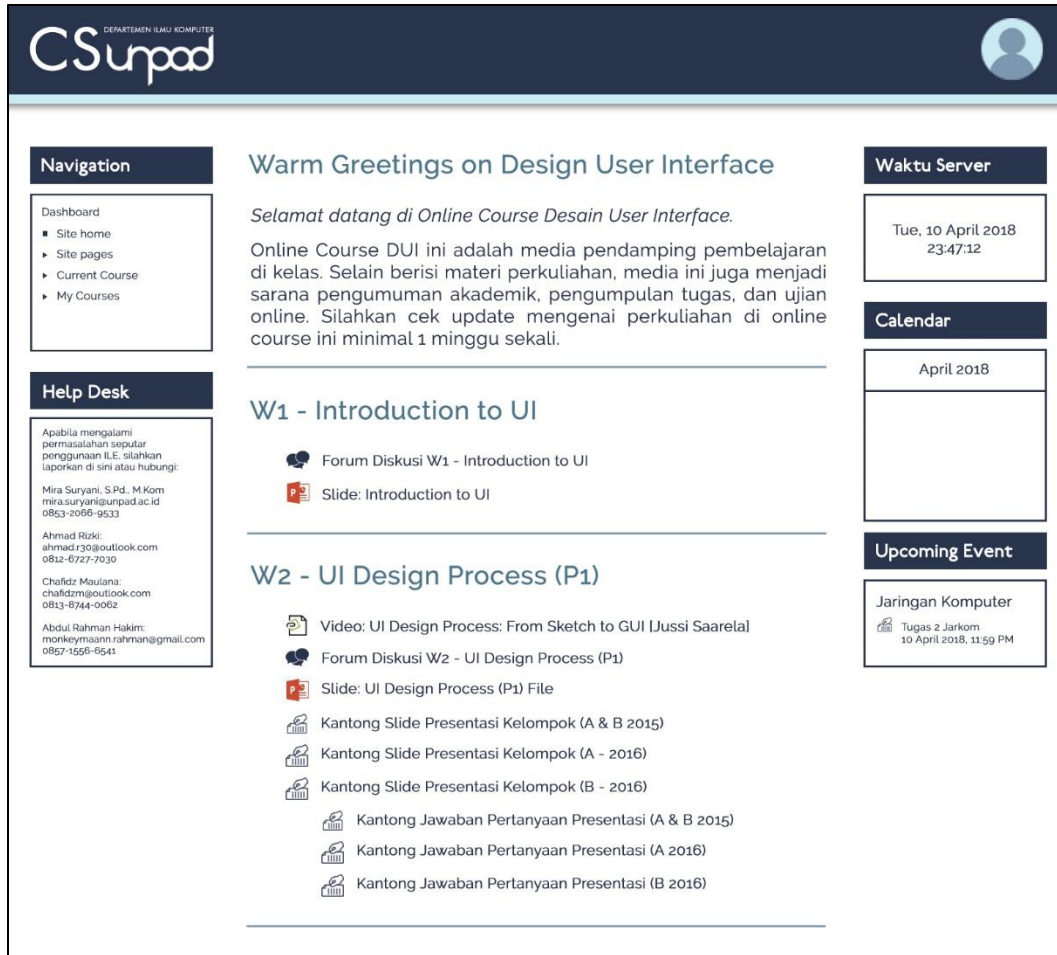 DEPARTEMEN ILMU KOMPUTER
CSunpad
Navigation
Dashboard
Site home
Site pages
Current Course
My Courses
Help Desk
Apabila mengalami
permasalahan seputar
penggunaan ILE, silahkan
laporkan di sini atau hubungi:
Mira Suryani, S.Pd., M.Kom
mira.suryani@unpad.ac.id
0853-2066-9533
Ahmad Rizki:
ahmad.r30@outlook.com
0812-6727-7030
Chafidz Maulana:
chafidzm@outlook.com
0813-8744-0062
Abdul Rahman Hakim:
monkeymaann.rahman@gmail.com
0857-1556-6541
Warm Greetings on Design User Interface
Selamat datang di Online Course Desain User Interface.
Online Course DUI ini adalah media pendamping pembelajaran
di kelas. Selain berisi materi perkuliahan, media ini juga menjadi
sarana pengumuman akademik, pengumpulan tugas, dan ujian
online. Silahkan cek update mengenai perkuliahan di online
course ini minimal 1 minggu sekali.
W1 - Introduction to UI
Forum Diskusi W1 - Introduction to UI
Slide: Introduction to UI
W2 - UI Design Process (P1)
Video: UI Design Process: From Sketch to GUI [Jussi Saarela]
Forum Diskusi W2 - UI Design Process (P1)
Slide: UI Design Process (P1) File
Kantong Slide Presentasi Kelompok (A & B 2015)
Kantong Slide Presentasi Kelompok (A - 2016)
Kantong Slide Presentasi Kelompok (B - 2016)
Kantong Jawaban Pertanyaan Presentasi (A & B 2015)
Kantong Jawaban Pertanyaan Presentasi (A 2016)
Kantong Jawaban Pertanyaan Presentasi (B 2016)
Waktu Server
Tue, 10 April 2018
23:47:12
Calendar
April 2018
Upcoming Event
Jaringan Komputer
Tugas 2 Jarkom
10 April 2018, 11:59 PM